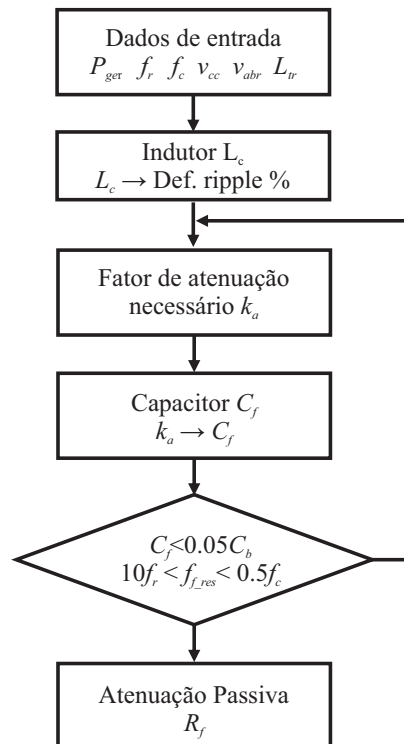 Dados de entrada
P_ger f_r f_c v_cc v_abr L_tr
Indutor L_c
L_c → Def. ripple %
Fator de atenuação
necessário k_a
Capacitor C_f
k_a → C_f
C_f<0.05C_b
10f_r < f_f_res < 0.5f_c
Atenuação Passiva
R_f